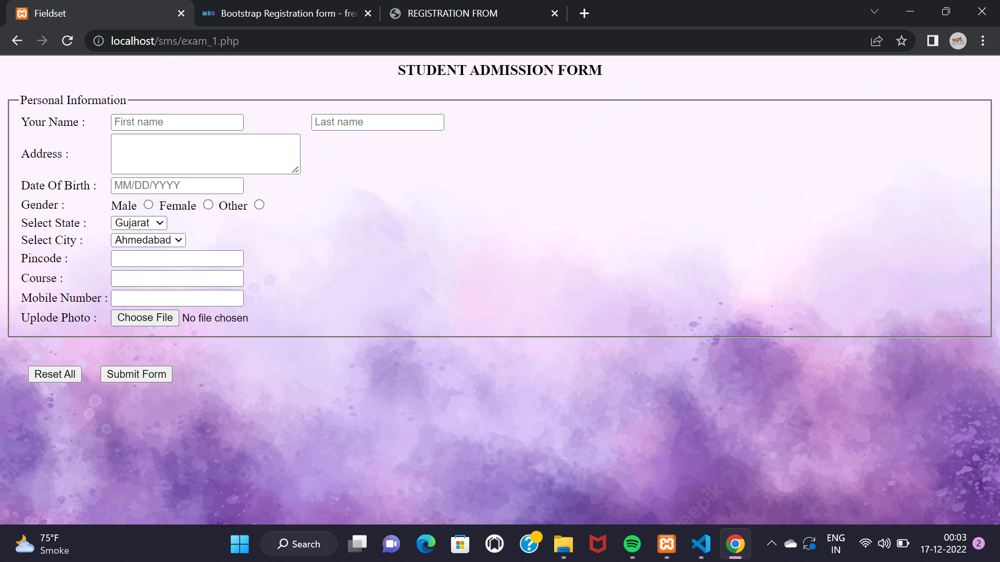 Fieldset
MDB Bootstrap Registration form - free
REGISTRATION FROM
localhost/sms/exam_1.php
STUDENT ADMISSION FORM
Personal Information
Your Name : First name Last name
Address :
Date Of Birth : MM/DD/YYYY
Gender : Male Female Other
Select State : Gujarat
Select City : Ahmedabad
Pincode :
Course :
Mobile Number :
Uplode Photo : Choose File No file chosen
Reset All Submit Form
75°F
Smoke
Search
ENG
IN
00:03
17-12-2022
2